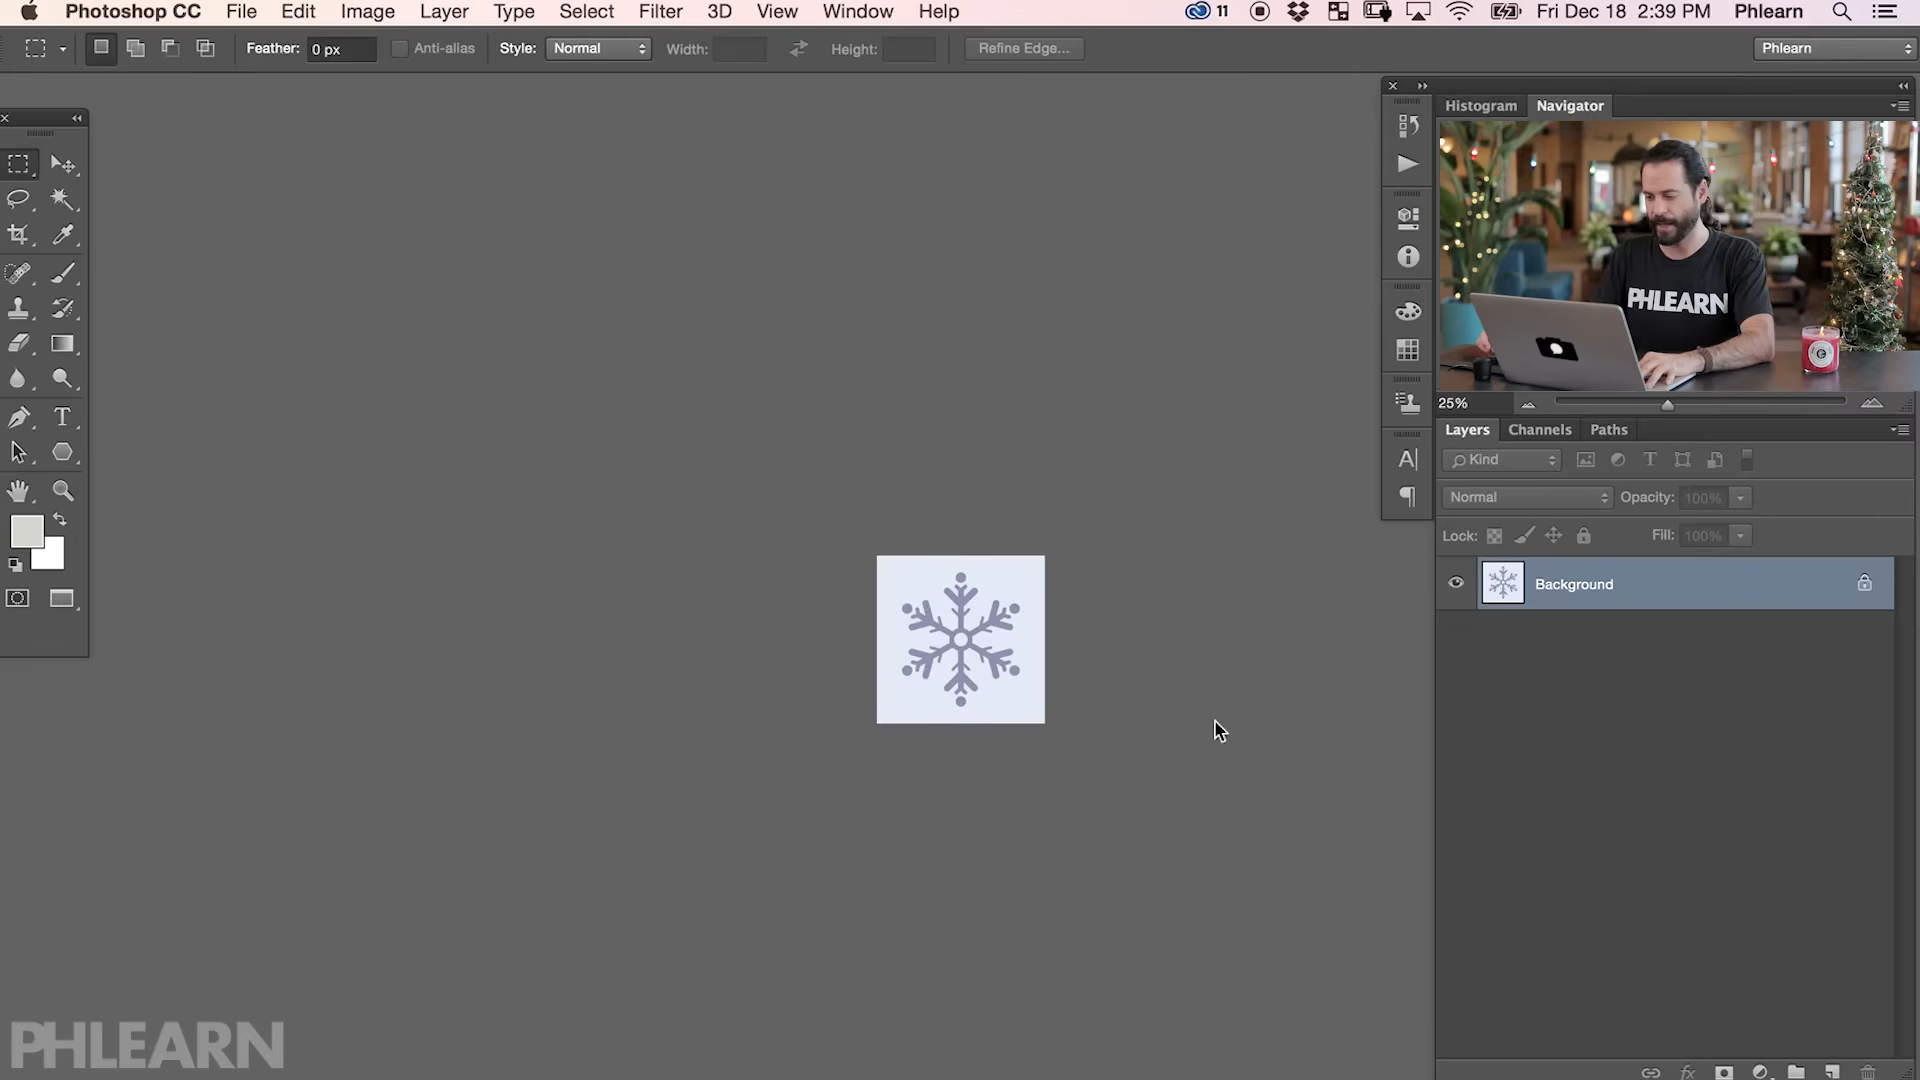 Photoshop CC File Edit Image Layer Type Select Filter 3D View Window Help 11 Fri Dec 18 2:39 PM Phlearn
Feather: 0 px Anti-alias Style: Normal Width: Height: Refine Edge... Phlearn
Histogram Navigator
PHLEARN
25%
Layers Channels Paths
Kind
Normal Opacity: 100%
Lock: Fill: 100%
Background
PHLEARN